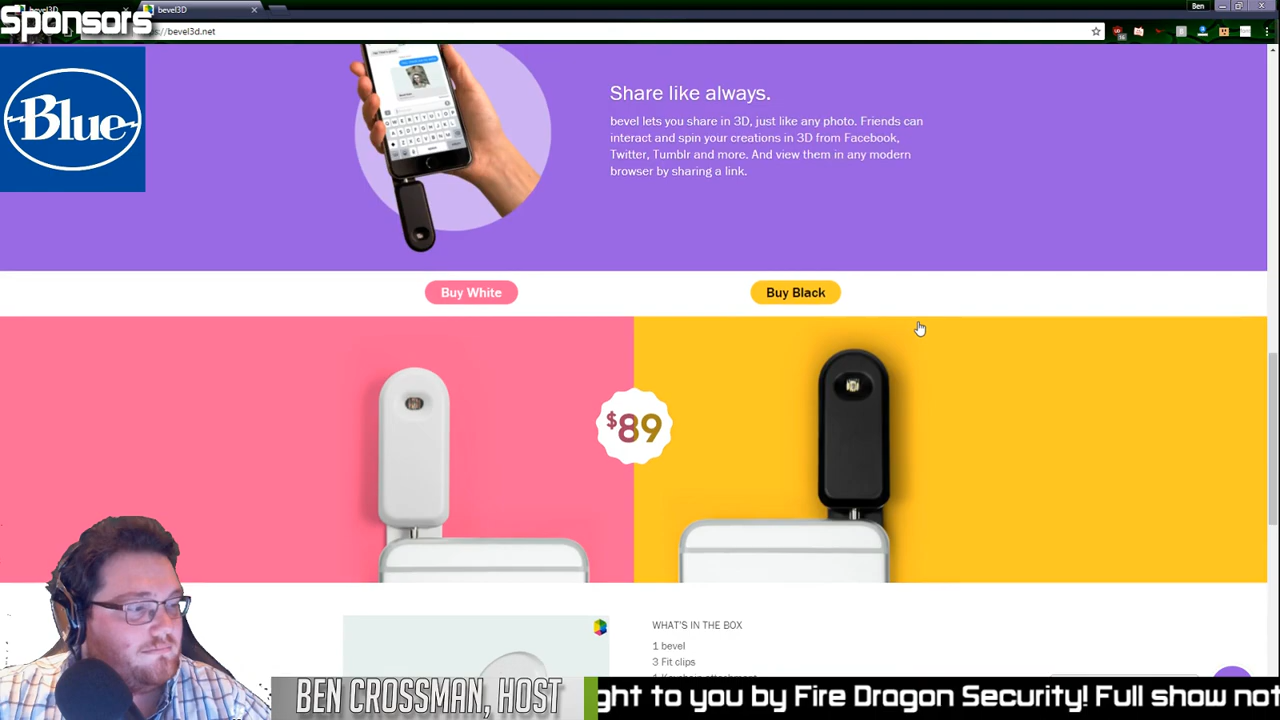 Sponsors
bevel3D
Ben
://bevel3d.net
Blue
Share like always.
bevel lets you share in 3D, just like any photo. Friends can
interact and spin your creations in 3D from Facebook,
Twitter, Tumblr and more. And view them in any modern
browser by sharing a link.
Buy White
Buy Black
$89
WHAT'S IN THE BOX
1 bevel
3 Fit clips
BEN CROSSMAN, HOST
ght to you by Fire Dragon Security! Full show not